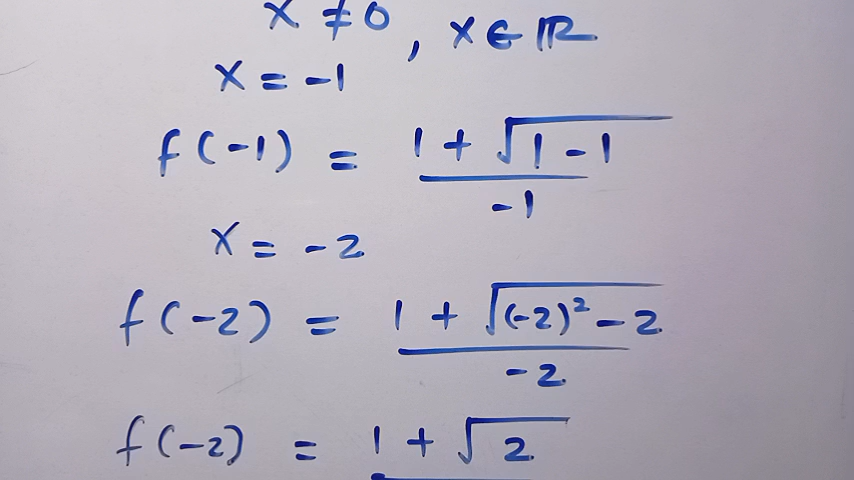 x ≠ 0 , x ∈ ℝ
x = -1
f(-1) = (1 + √(1 - 1)) / -1
x = -2
f(-2) = (1 + √((-2)² - 2)) / -2
f(-2) = 1 + √2